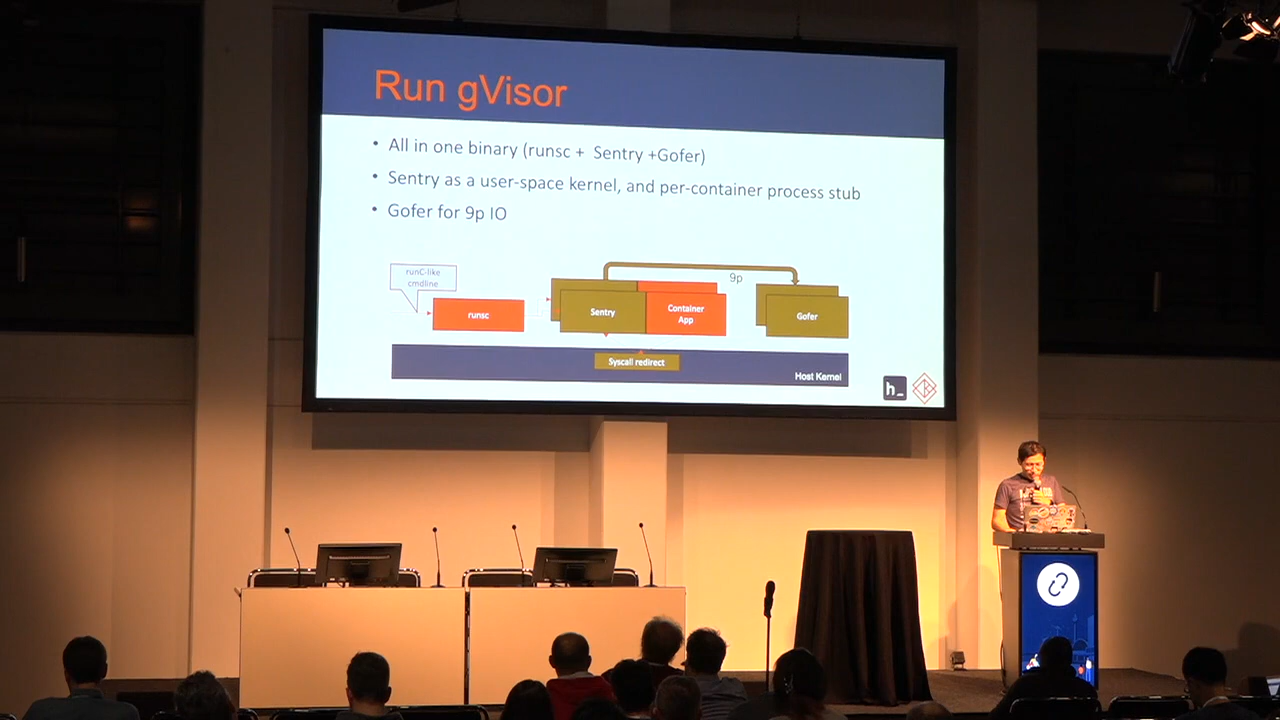 Run gVisor
• All in one binary (runsc + Sentry +Gofer)
• Sentry as a user-space kernel, and per-container process stub
• Gofer for 9p IO
runC-like
cmdline
9p
runsc
Sentry
Container
App
Gofer
Syscall redirect
Host Kernel
h_